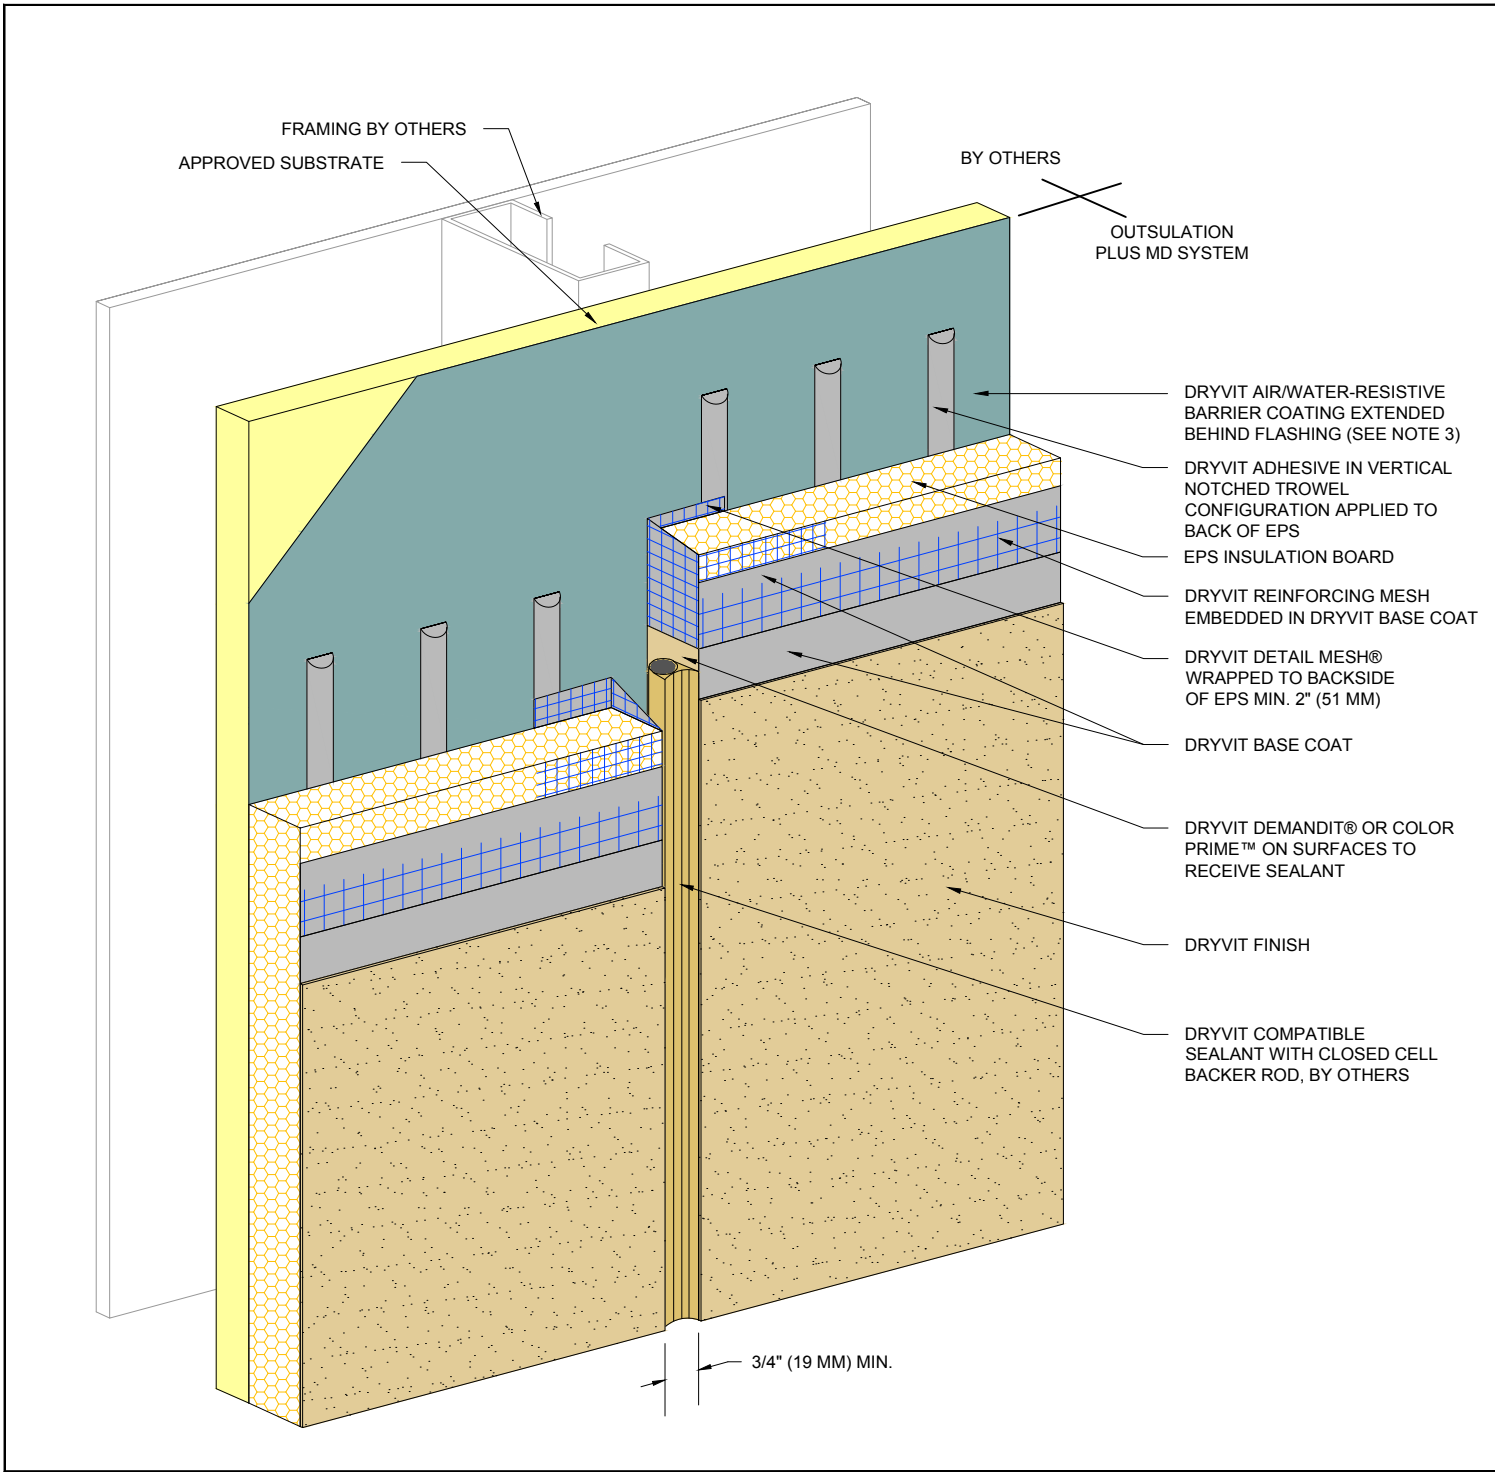 FRAMING BY OTHERS
APPROVED SUBSTRATE
BY OTHERS
OUTSULATION
PLUS MD SYSTEM
DRYVIT AIR/WATER-RESISTIVE
BARRIER COATING EXTENDED
BEHIND FLASHING (SEE NOTE 3)
DRYVIT ADHESIVE IN VERTICAL
NOTCHED TROWEL
CONFIGURATION APPLIED TO
BACK OF EPS
EPS INSULATION BOARD
DRYVIT REINFORCING MESH
EMBEDDED IN DRYVIT BASE COAT
DRYVIT DETAIL MESH®
WRAPPED TO BACKSIDE
OF EPS MIN. 2" (51 MM)
DRYVIT BASE COAT
DRYVIT DEMANDIT® OR COLOR
PRIME™ ON SURFACES TO
RECEIVE SEALANT
DRYVIT FINISH
DRYVIT COMPATIBLE
SEALANT WITH CLOSED CELL
BACKER ROD, BY OTHERS
3/4" (19 MM) MIN.